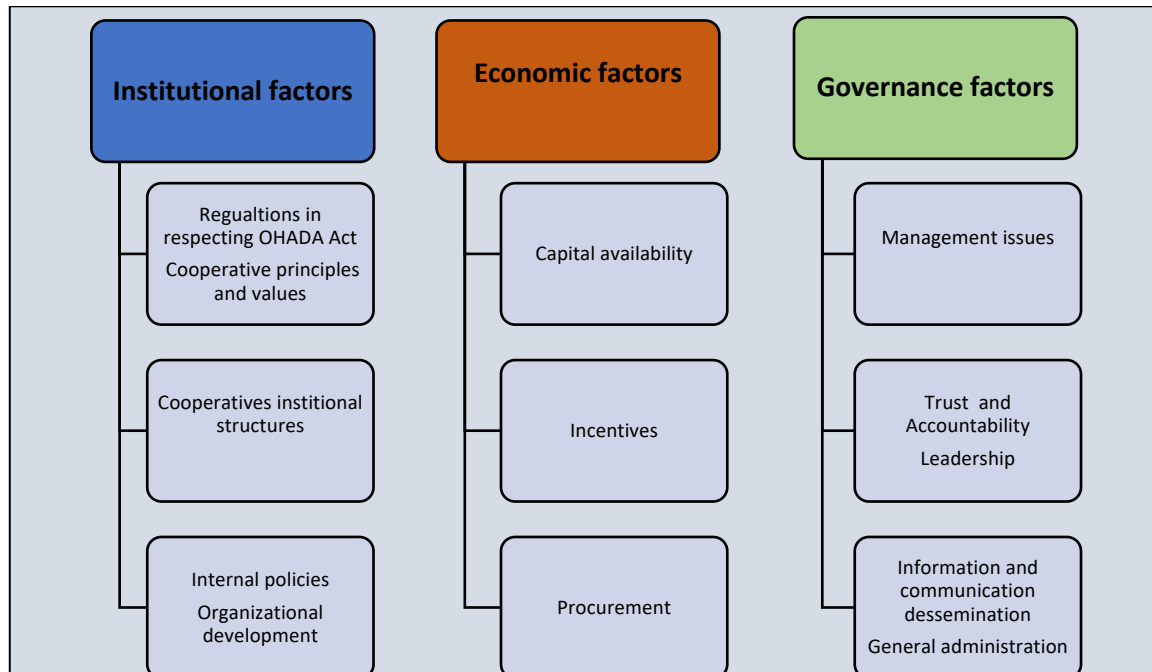 Institutional factors
Regualtions in
respecting OHADA Act
Cooperative principles
and values
Cooperatives institional
structures
Internal policies
Organizational
development
Economic factors
Capital availability
Incentives
Procurement
Governance factors
Management issues
Trust and
Accountability
Leadership
Information and
communication
dessemination
General administration